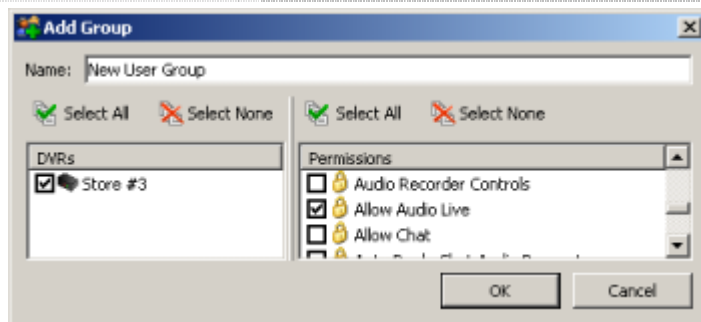 Add Group
Name: New User Group
Select All Select None Select All Select None
DVRs Permissions
Store #3 Audio Recorder Controls
Allow Audio Live
Allow Chat
OK Cancel